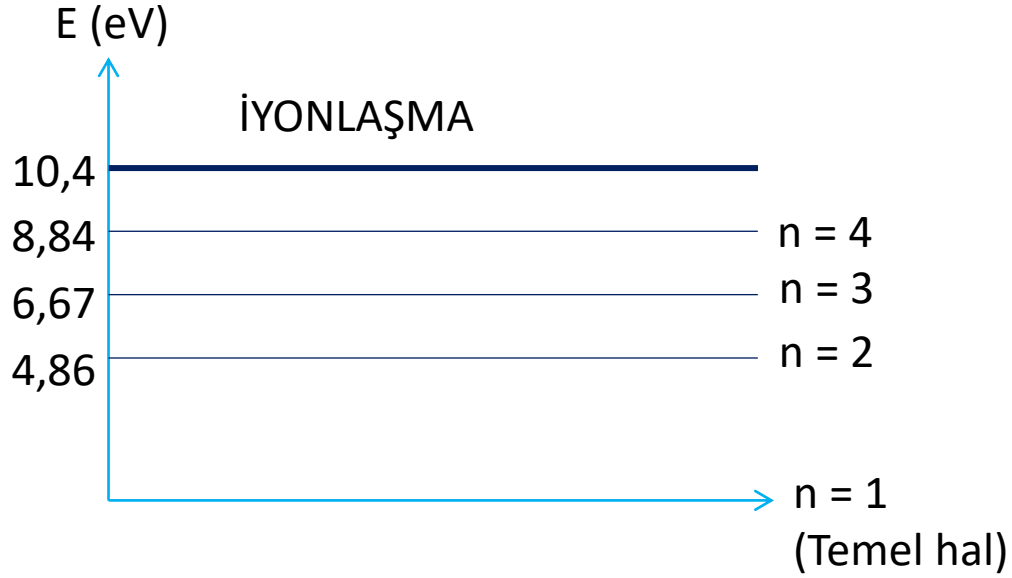 E (eV)
İYONLAŞMA
10,4
8,84
n = 4
6,67
n = 3
4,86
n = 2
n = 1
(Temel hal)